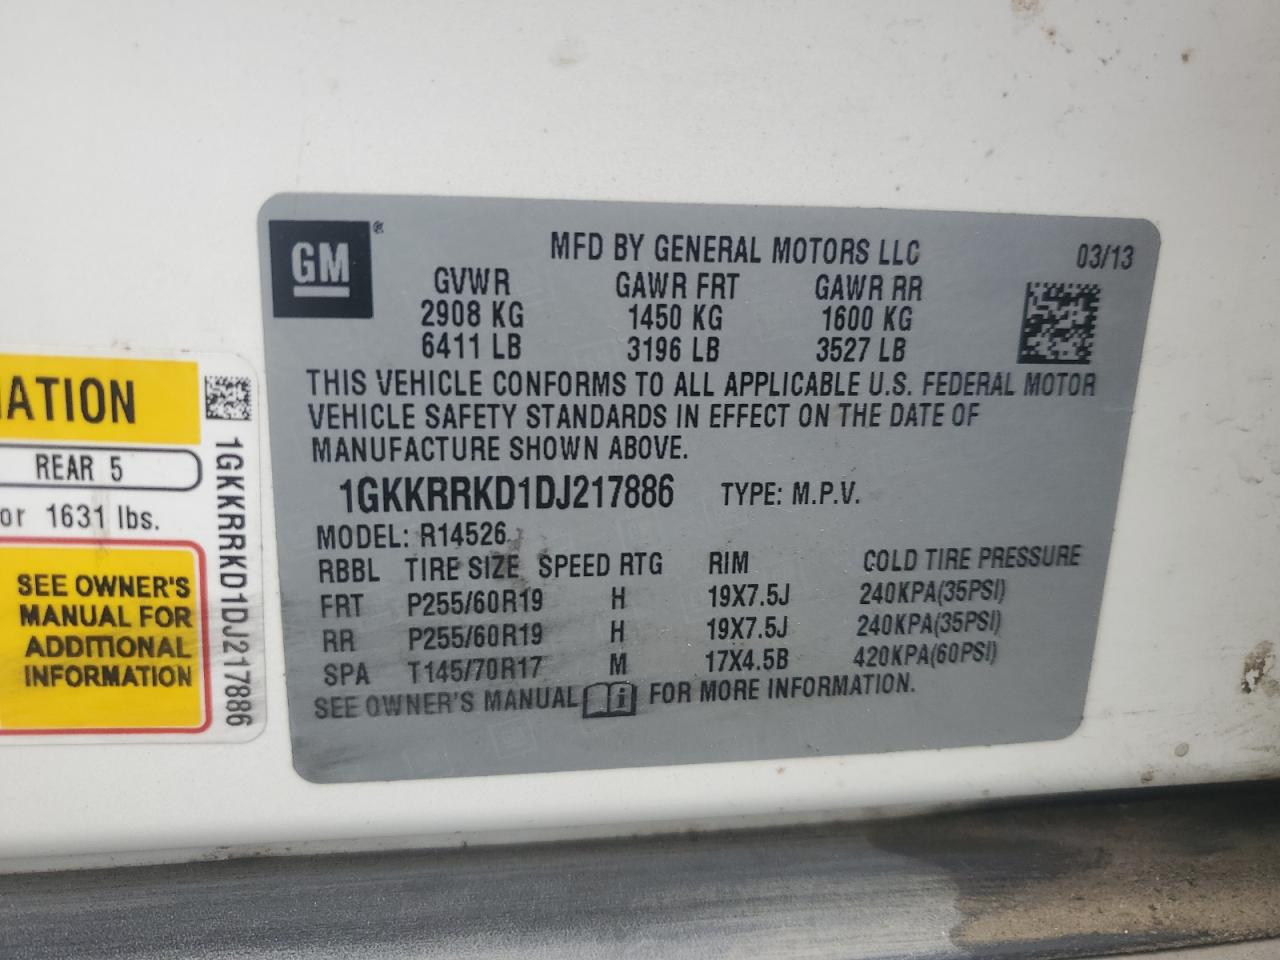 GM®
MFD BY GENERAL MOTORS LLC 03/13
GVWR GAWR FRT GAWR RR
2908 KG 1450 KG 1600 KG
6411 LB 3196 LB 3527 LB
THIS VEHICLE CONFORMS TO ALL APPLICABLE U.S. FEDERAL MOTOR
VEHICLE SAFETY STANDARDS IN EFFECT ON THE DATE OF
MANUFACTURE SHOWN ABOVE.
1GKKRRKD1DJ217886 TYPE: M.P.V.
MODEL: R14526
RBBL TIRE SIZE SPEED RTG RIM COLD TIRE PRESSURE
FRT P255/60R19 H 19X7.5J 240KPA(35PSI)
RR P255/60R19 H 19X7.5J 240KPA(35PSI)
SPA T145/70R17 M 17X4.5B 420KPA(60PSI)
SEE OWNER'S MANUAL i FOR MORE INFORMATION.
MATION
REAR 5
or 1631 lbs.
SEE OWNER'S
MANUAL FOR
ADDITIONAL
INFORMATION
1GKKRRKD1DJ217886